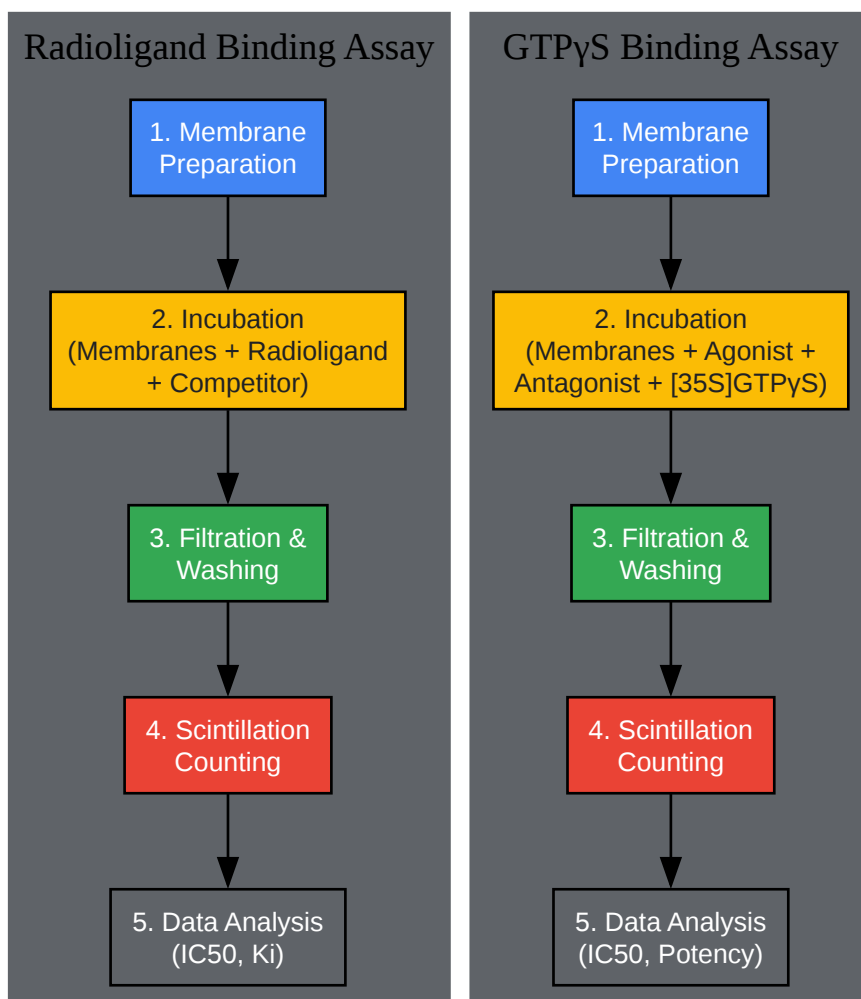 Radioligand Binding Assay
1. Membrane
Preparation
2. Incubation
(Membranes + Radioligand
+ Competitor)
3. Filtration &
Washing
4. Scintillation
Counting
5. Data Analysis
(IC50, Ki)
GTPγS Binding Assay
1. Membrane
Preparation
2. Incubation
(Membranes + Agonist +
Antagonist + [35S]GTPγS)
3. Filtration &
Washing
4. Scintillation
Counting
5. Data Analysis
(IC50, Potency)